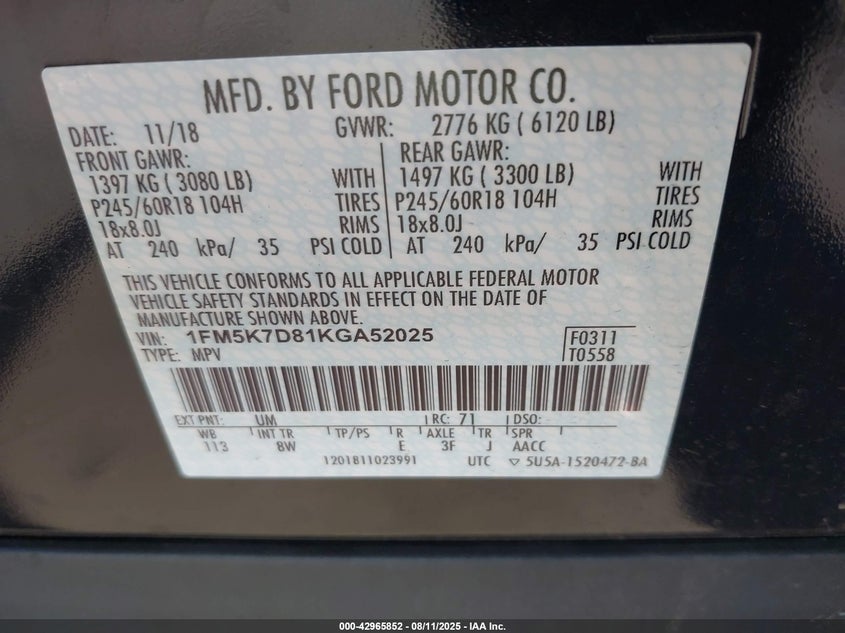 MFD. BY FORD MOTOR CO.
DATE: 11/18 GVWR: 2776 KG ( 6120 LB)
FRONT GAWR: REAR GAWR:
1397 KG ( 3080 LB) WITH 1497 KG ( 3300 LB) WITH
P245/60R18 104H TIRES P245/60R18 104H TIRES
18x8.0J RIMS 18x8.0J RIMS
AT 240 kPa/ 35 PSI COLD AT 240 kPa/ 35 PSI COLD
THIS VEHICLE CONFORMS TO ALL APPLICABLE FEDERAL MOTOR
VEHICLE SAFETY STANDARDS IN EFFECT ON THE DATE OF
MANUFACTURE SHOWN ABOVE.
VIN: 1FM5K7D81KGA52025 F0311
TYPE: MPV T0558
EXT PNT: UM RC: 71 DSO:
WB INT TR TP/PS R AXLE TR SPR
113 8W E 3F J AACC
1201811023991 UTC ▽ 5U5A-1520472-BA
000-42965852 - 08/11/2025 - IAA Inc.